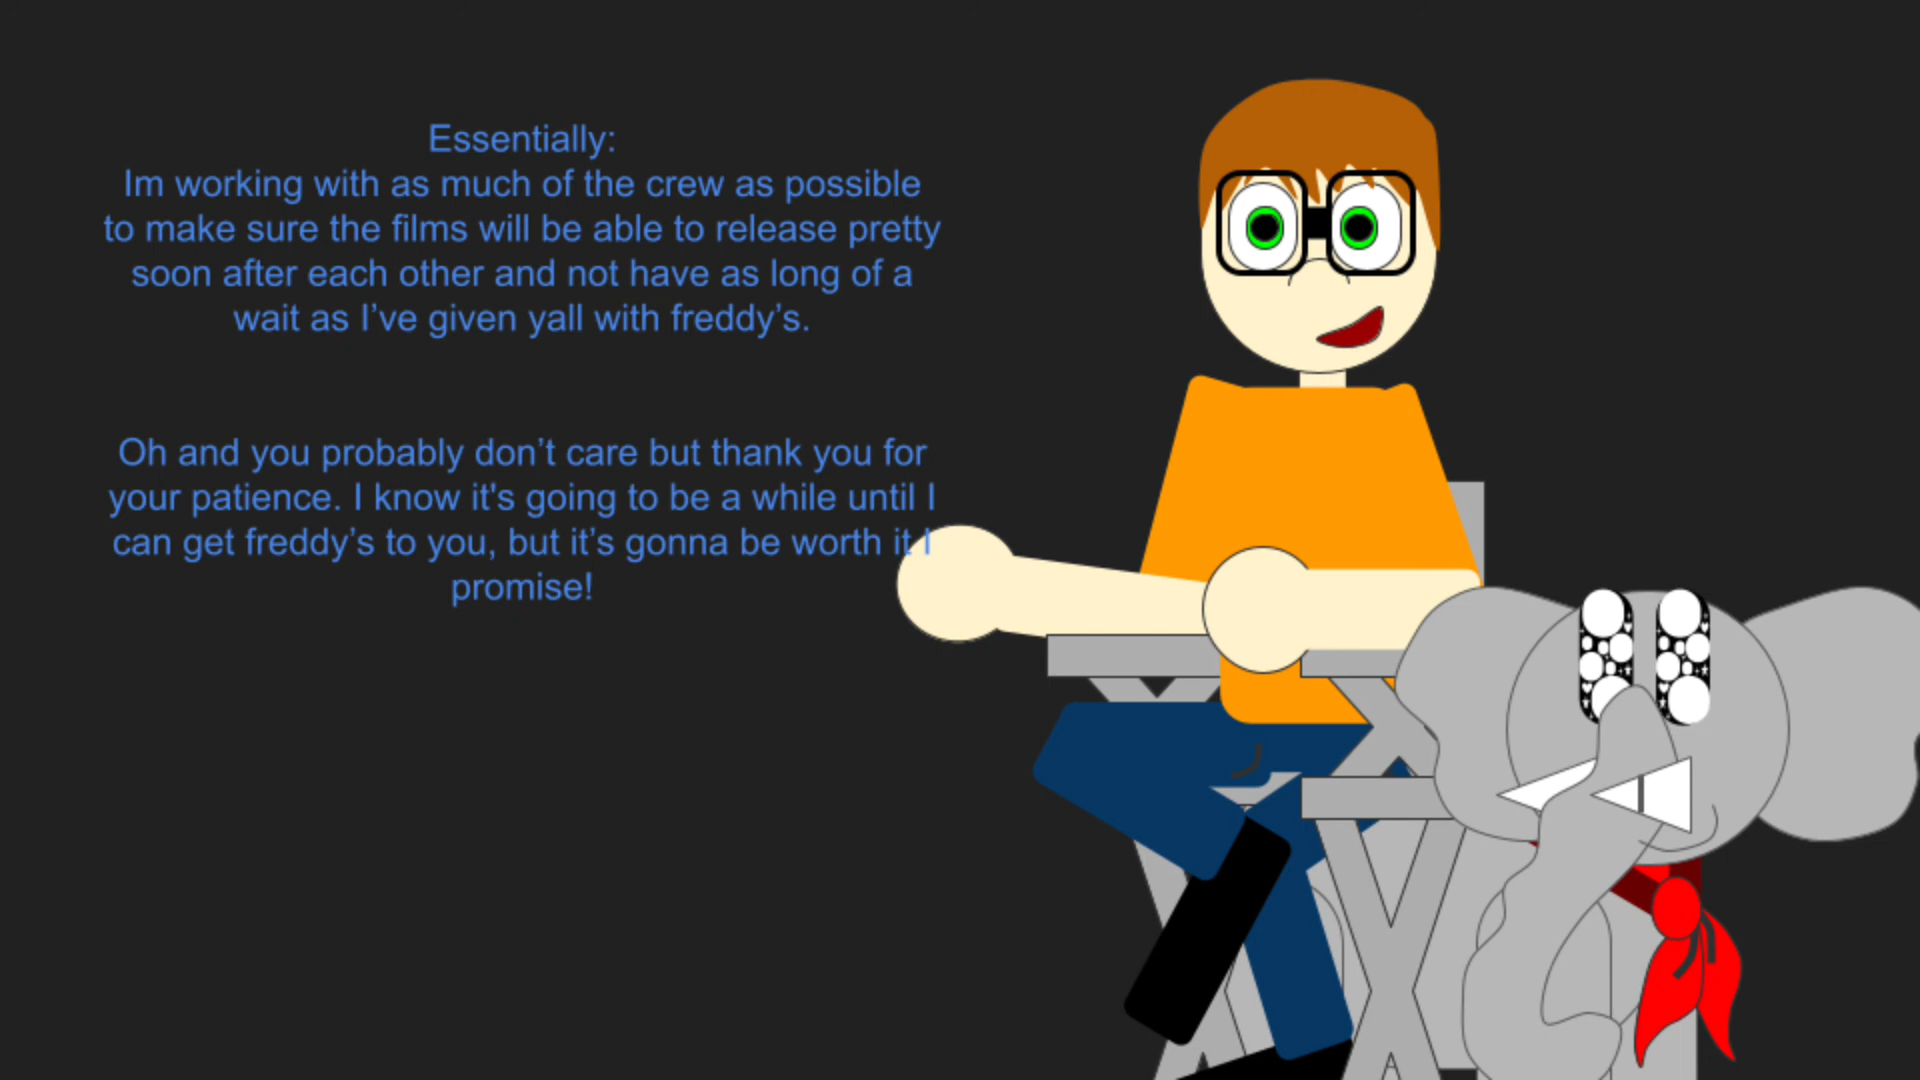 Essentially:
Im working with as much of the crew as possible
to make sure the films will be able to release pretty
soon after each other and not have as long of a
wait as I’ve given yall with freddy’s.
Oh and you probably don’t care but thank you for
your patience. I know it's going to be a while until I
can get freddy’s to you, but it’s gonna be worth it I
promise!